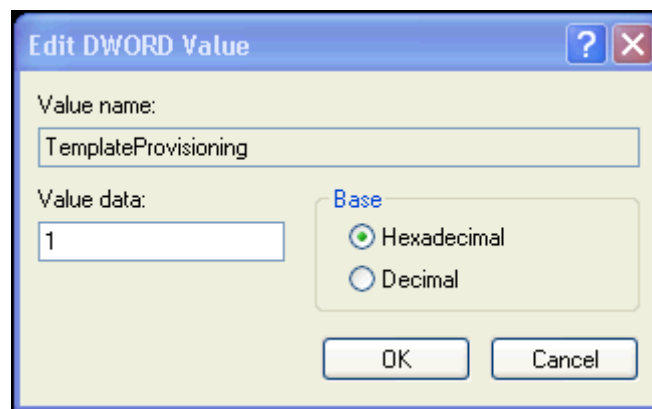 Edit DWORD Value
Value name:
TemplateProvisioning
Value data:
1
Base
Hexadecimal
Decimal
OK
Cancel